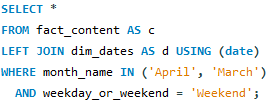 SELECT *
FROM fact_content AS c
LEFT JOIN dim_dates AS d USING (date)
WHERE month_name IN ('April', 'March')
AND weekday_or_weekend = 'Weekend';